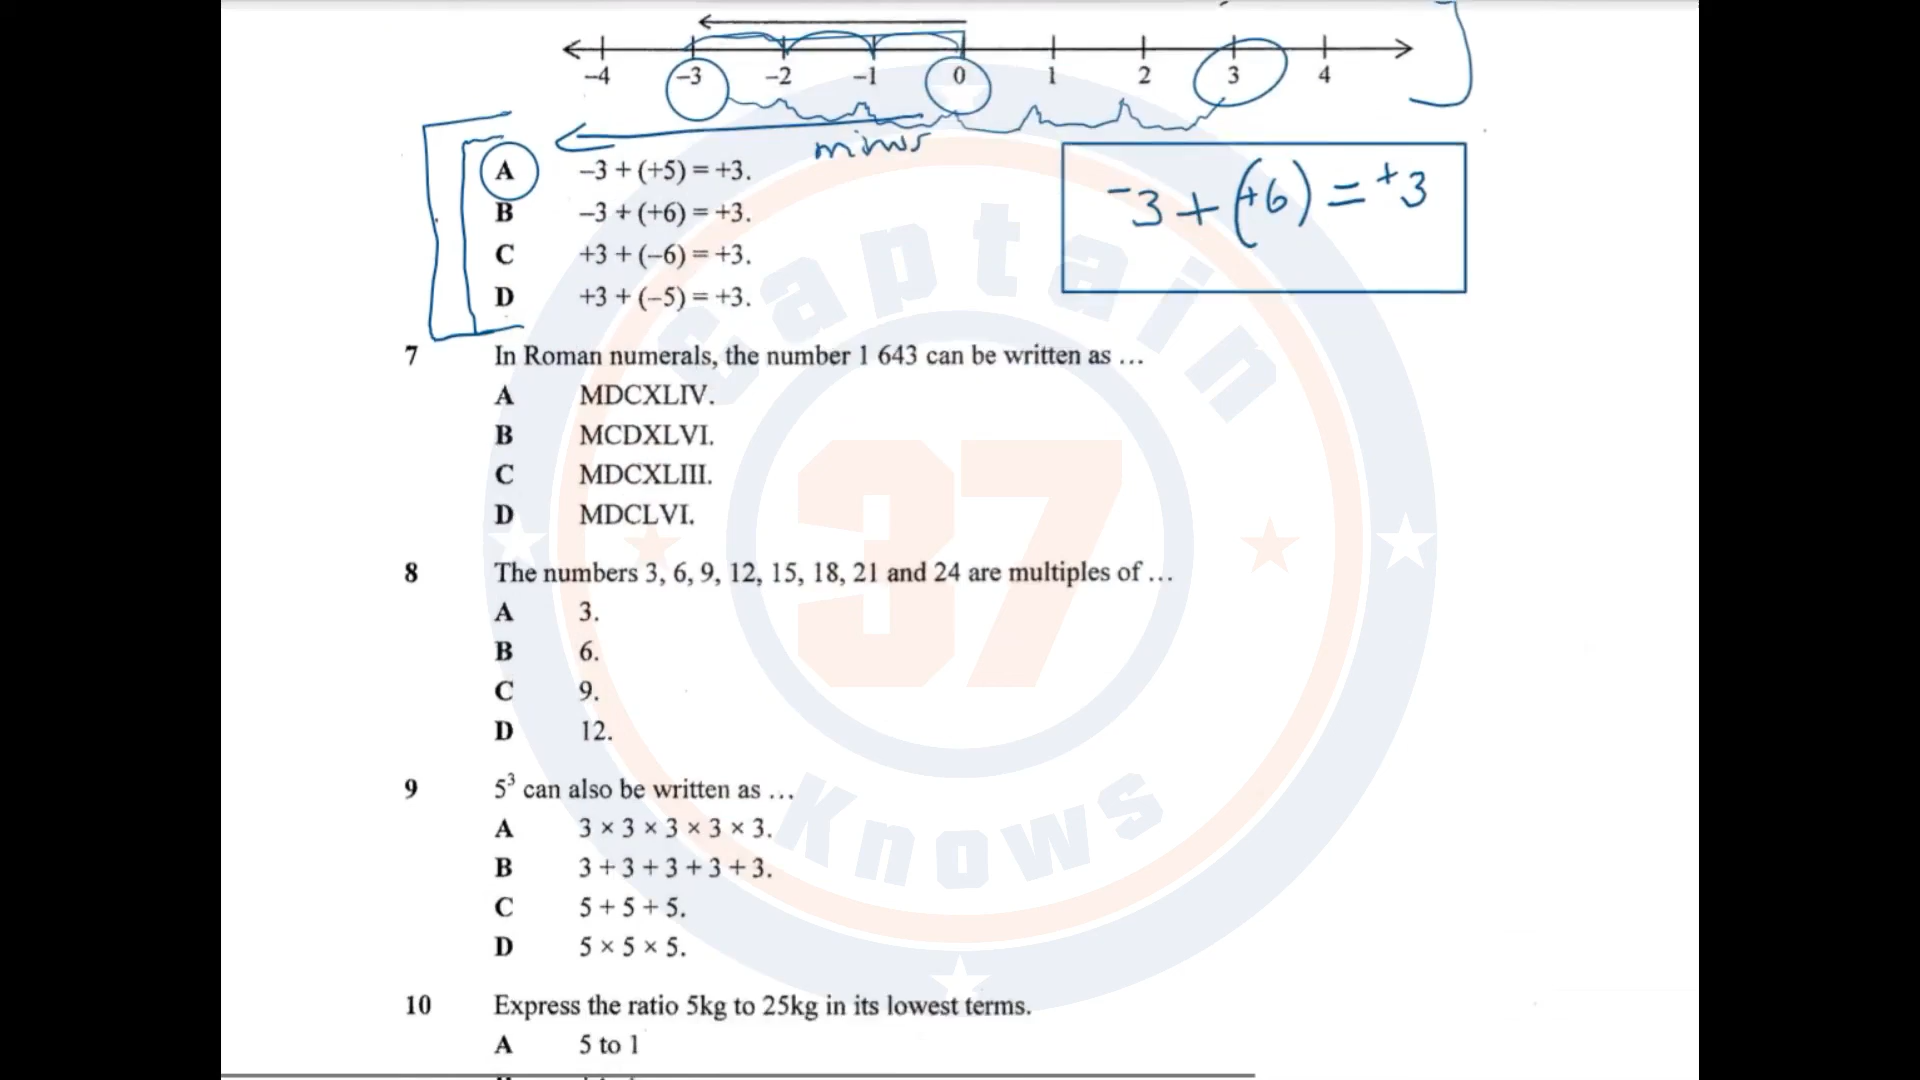 –4 –3 –2 –1 0 1 2 3 4
minus
A –3 + (+5) = +3.
B –3 + (+6) = +3.
C +3 + (–6) = +3.
D +3 + (–5) = +3.
-3 + (+6) = +3
7 In Roman numerals, the number 1 643 can be written as …
A MDCXLIV.
B MCDXLVI.
C MDCXLIII.
D MDCLVI.
8 The numbers 3, 6, 9, 12, 15, 18, 21 and 24 are multiples of …
A 3.
B 6.
C 9.
D 12.
9 5³ can also be written as …
A 3 × 3 × 3 × 3 × 3.
B 3 + 3 + 3 + 3 + 3.
C 5 + 5 + 5.
D 5 × 5 × 5.
10 Express the ratio 5kg to 25kg in its lowest terms.
A 5 to 1
Captain
37
Knows